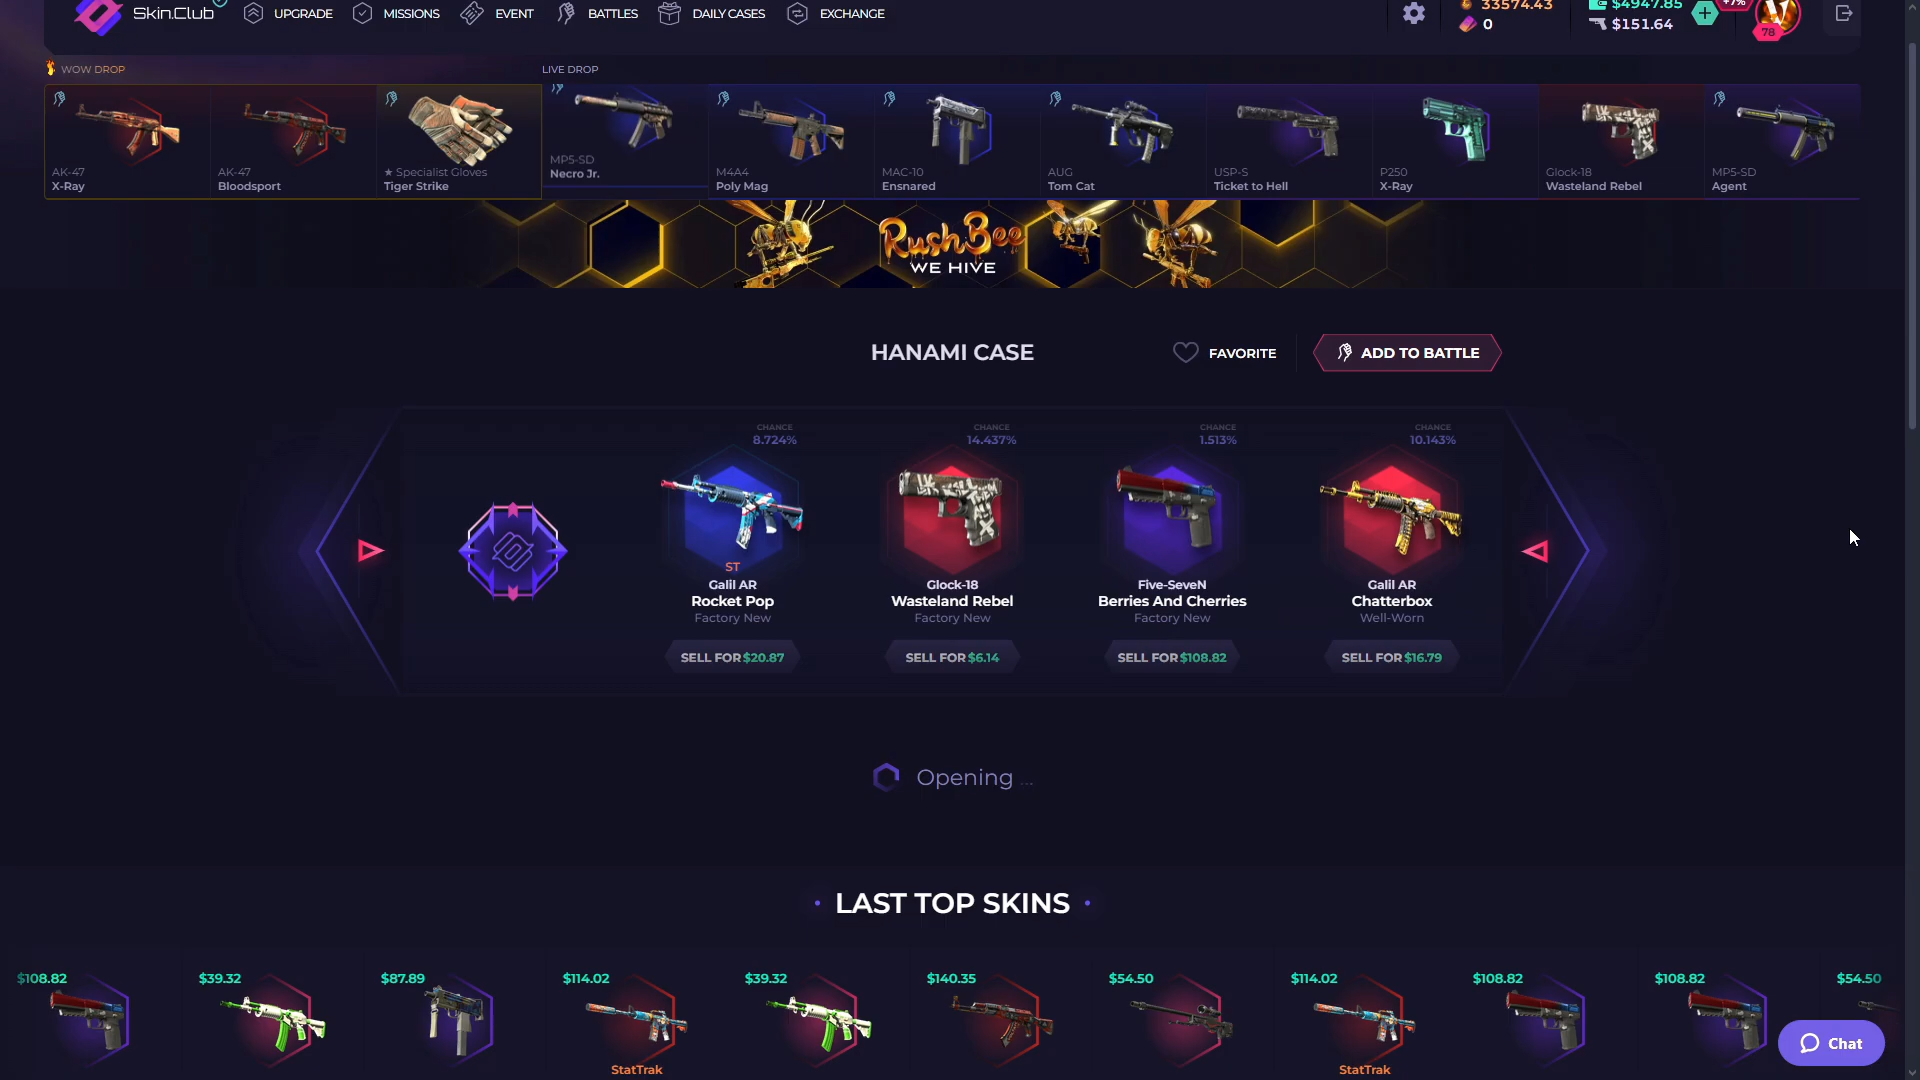 Skin.Club
UPGRADE
MISSIONS
EVENT
BATTLES
DAILY CASES
EXCHANGE
33574.43
0
$4947.85
$151.64
+7%
78
WOW DROP
LIVE DROP
AK-47
X-Ray
AK-47
Bloodsport
★ Specialist Gloves
Tiger Strike
MP5-SD
Necro Jr.
M4A4
Poly Mag
MAC-10
Ensnared
AUG
Tom Cat
USP-S
Ticket to Hell
P250
X-Ray
Glock-18
Wasteland Rebel
MP5-SD
Agent
RushBee
WE HIVE
HANAMI CASE
FAVORITE
ADD TO BATTLE
CHANCE
8.724%
ST
Galil AR
Rocket Pop
Factory New
SELL FOR $20.87
CHANCE
14.437%
Glock-18
Wasteland Rebel
Factory New
SELL FOR $6.14
CHANCE
1.513%
Five-SeveN
Berries And Cherries
Factory New
SELL FOR $108.82
CHANCE
10.143%
Galil AR
Chatterbox
Well-Worn
SELL FOR $16.79
Opening ...
• LAST TOP SKINS •
$108.82
$39.32
$87.89
$114.02
StatTrak
$39.32
$140.35
$54.50
$114.02
StatTrak
$108.82
$108.82
$54.50
Chat